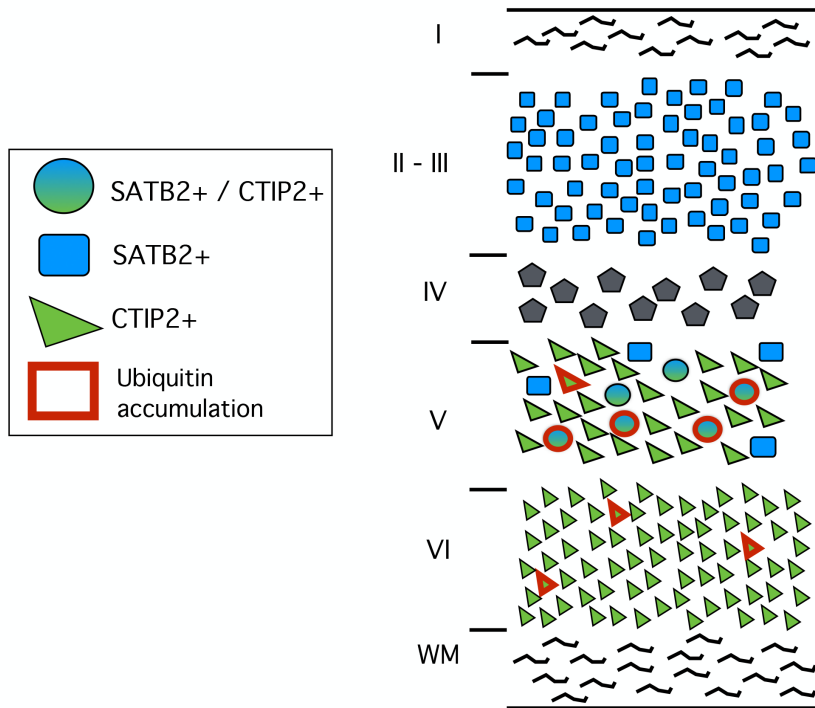 I
II - III
IV
V
VI
WM
SATB2+ / CTIP2+
SATB2+
CTIP2+
Ubiquitin
accumulation